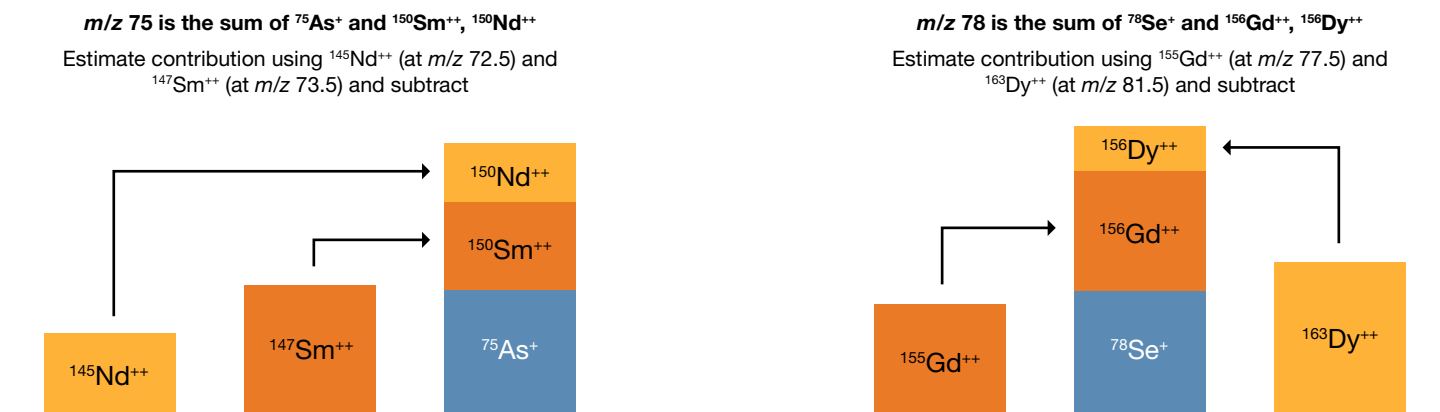 m/z 75 is the sum of ⁷⁵As⁺ and ¹⁵⁰Sm⁺⁺, ¹⁵⁰Nd⁺⁺
Estimate contribution using ¹⁴⁵Nd⁺⁺ (at m/z 72.5) and
¹⁴⁷Sm⁺⁺ (at m/z 73.5) and subtract
¹⁵⁰Nd⁺⁺
¹⁵⁰Sm⁺⁺
¹⁴⁵Nd⁺⁺
¹⁴⁷Sm⁺⁺
⁷⁵As⁺
m/z 78 is the sum of ⁷⁸Se⁺ and ¹⁵⁶Gd⁺⁺, ¹⁵⁶Dy⁺⁺
Estimate contribution using ¹⁵⁵Gd⁺⁺ (at m/z 77.5) and
¹⁶³Dy⁺⁺ (at m/z 81.5) and subtract
¹⁵⁶Dy⁺⁺
¹⁵⁶Gd⁺⁺
¹⁵⁵Gd⁺⁺
⁷⁸Se⁺
¹⁶³Dy⁺⁺